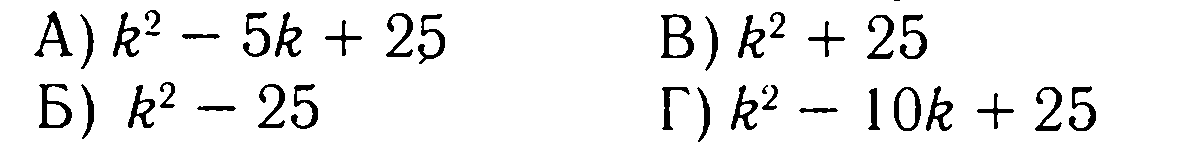 А) k² − 5k + 25 В) k² + 25
Б) k² − 25 Г) k² − 10k + 25